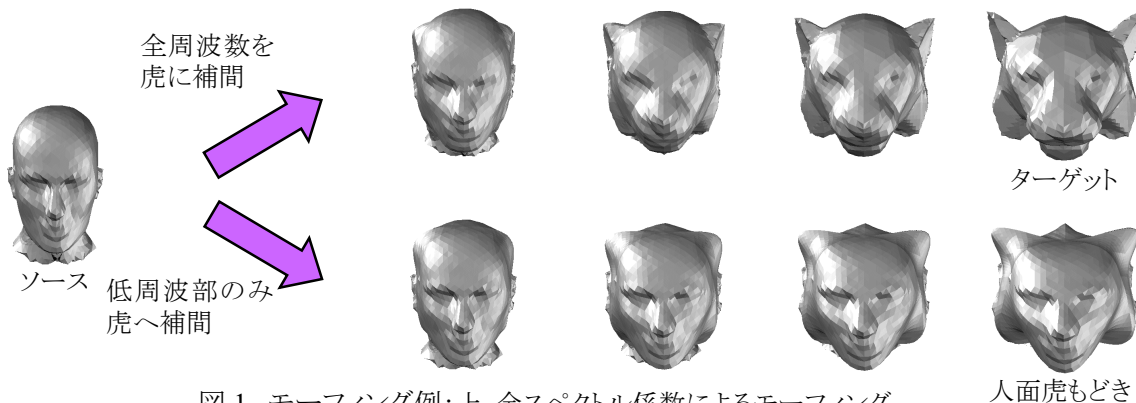 全周波数を
虎に補間
ターゲット
ソース
低周波部のみ
虎へ補間
人面虎もどき
図 1 モーフィング例：上 全スペクトル係数によるモーフィング